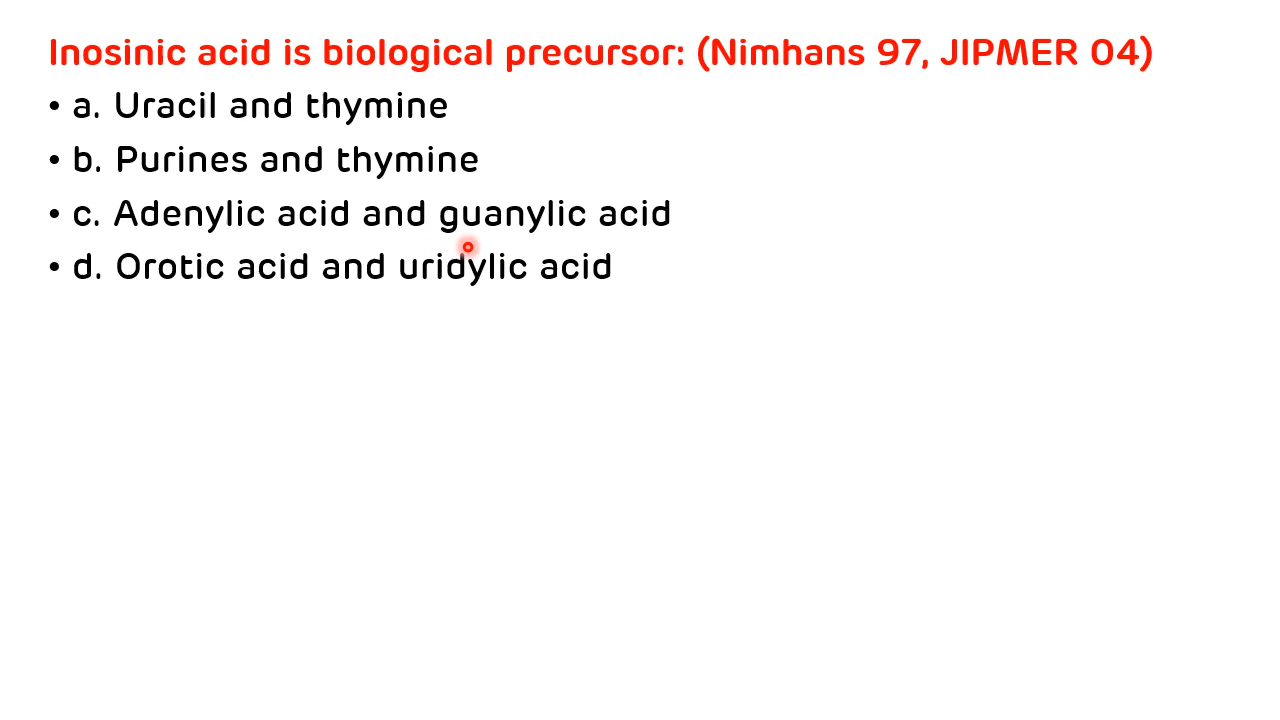 Inosinic acid is biological precursor: (Nimhans 97, JIPMER 04)
• a. Uracil and thymine
• b. Purines and thymine
• c. Adenylic acid and guanylic acid
• d. Orotic acid and uridylic acid